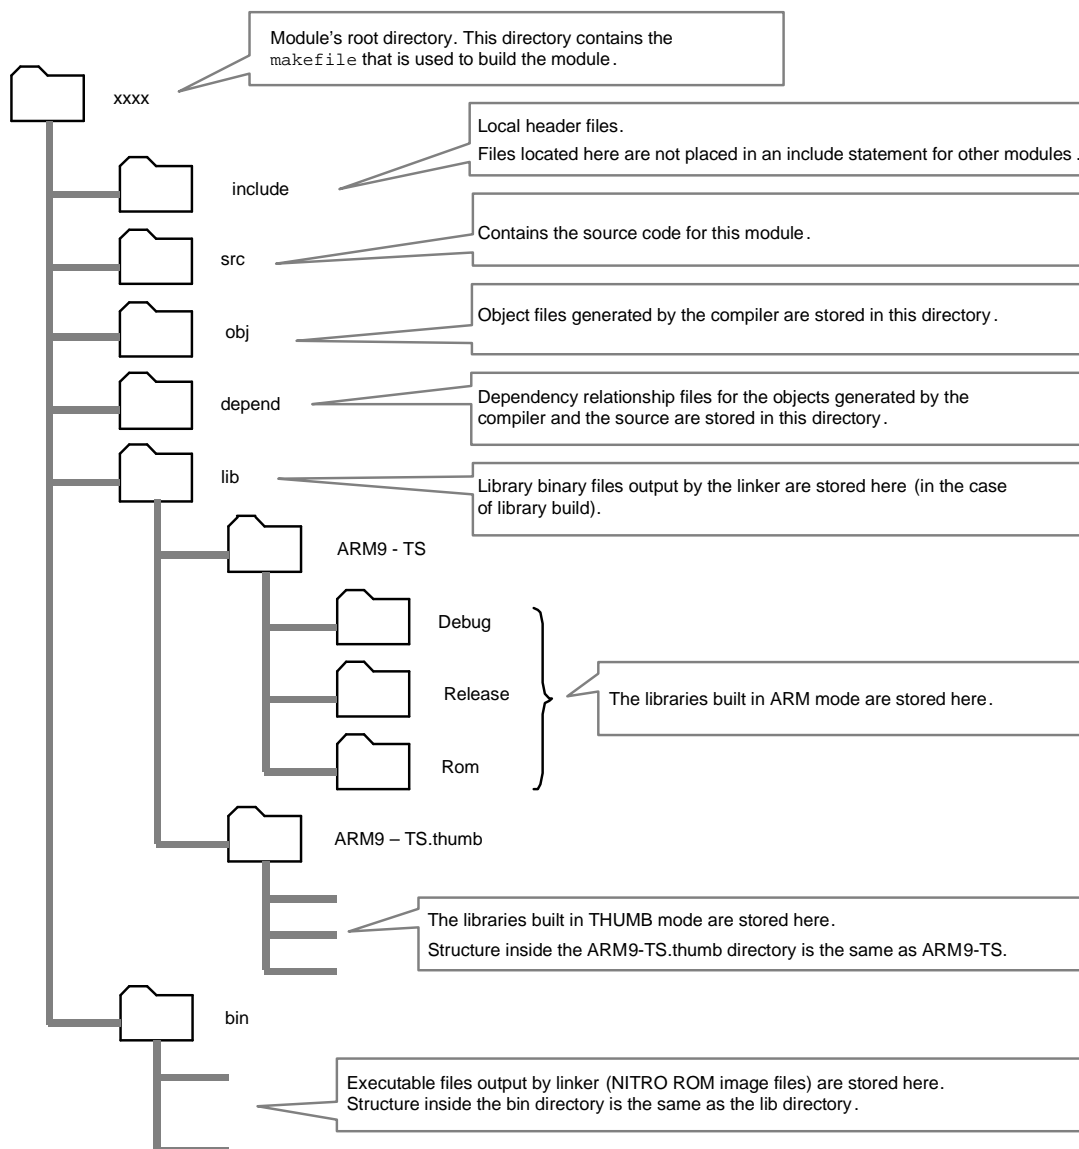 Module's root directory. This directory contains the
makefile that is used to build the module.
xxxx
Local header files.
Files located here are not placed in an include statement for other modules.
include
Contains the source code for this module.
src
Object files generated by the compiler are stored in this directory.
obj
Dependency relationship files for the objects generated by the
compiler and the source are stored in this directory.
depend
Library binary files output by the linker are stored here (in the case
of library build).
lib
ARM9 - TS
Debug
Release
The libraries built in ARM mode are stored here.
Rom
ARM9 – TS.thumb
The libraries built in THUMB mode are stored here.
Structure inside the ARM9-TS.thumb directory is the same as ARM9-TS.
bin
Executable files output by linker (NITRO ROM image files) are stored here.
Structure inside the bin directory is the same as the lib directory.